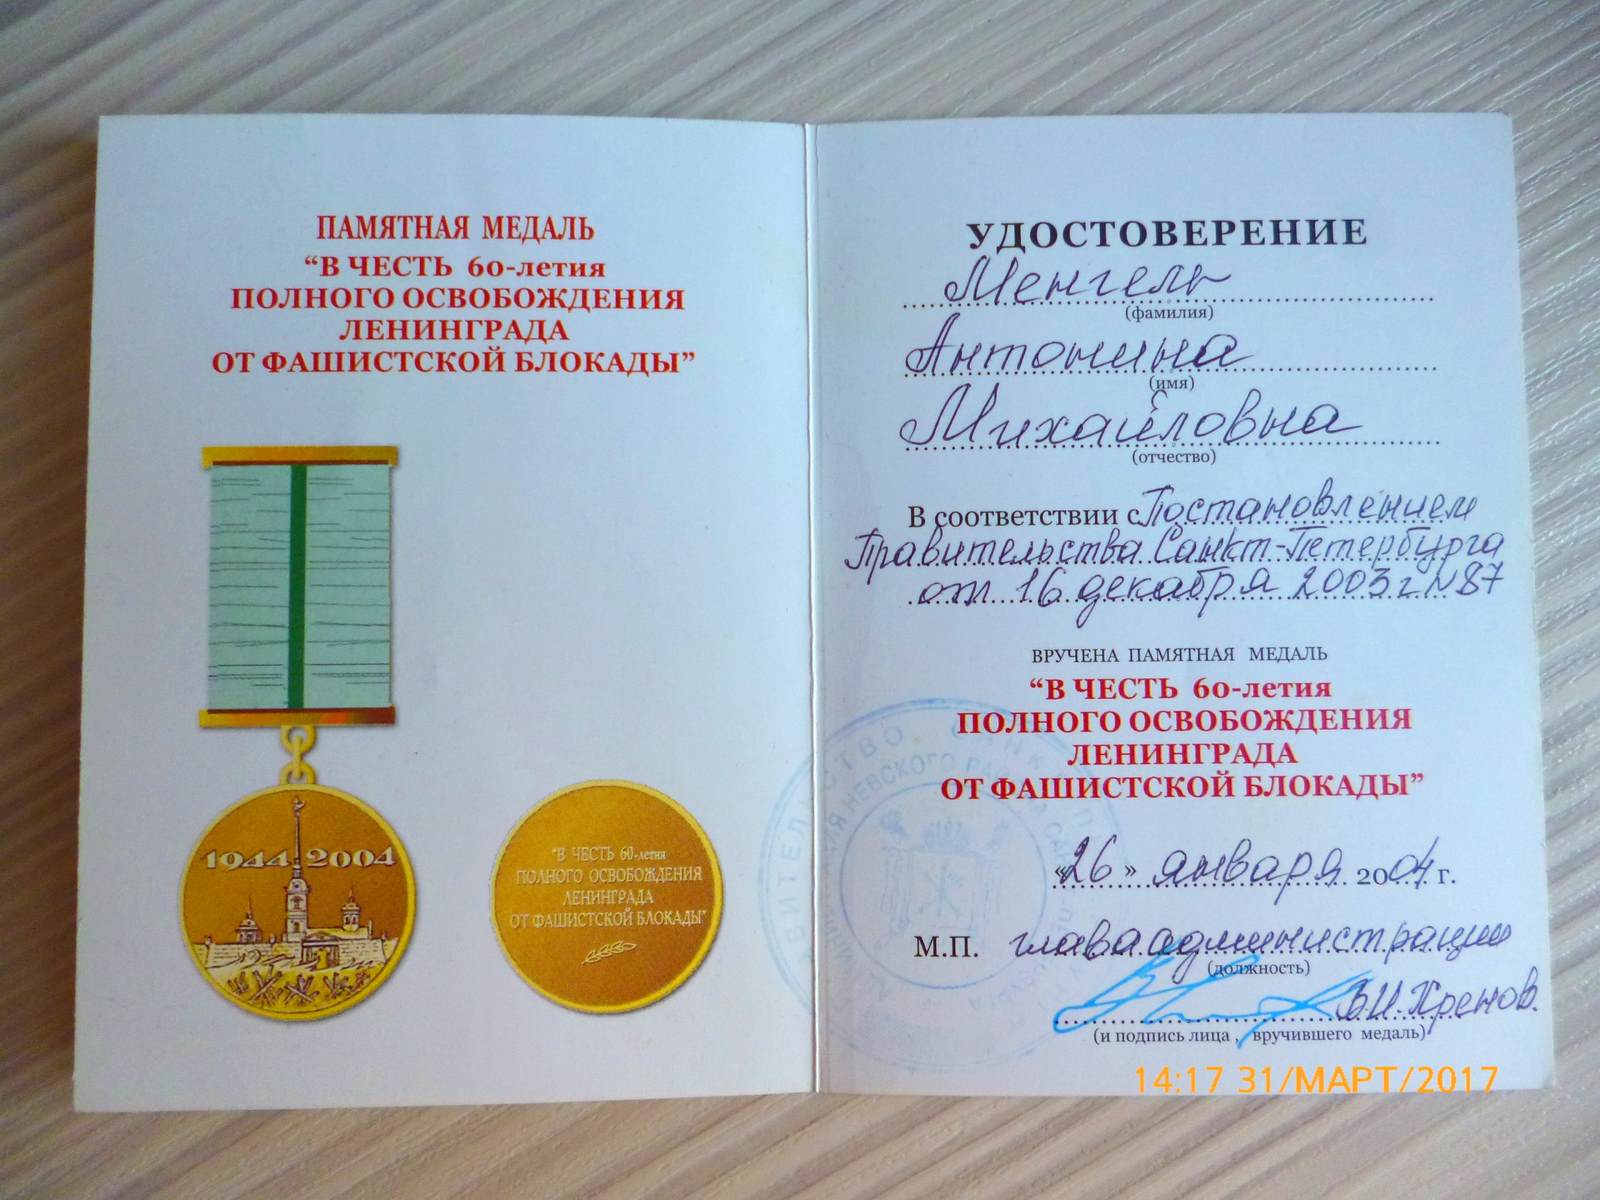 ПАМЯТНАЯ МЕДАЛЬ
“В ЧЕСТЬ 60-летия
ПОЛНОГО ОСВОБОЖДЕНИЯ
ЛЕНИНГРАДА
ОТ ФАШИСТСКОЙ БЛОКАДЫ”
1944 2004
"В ЧЕСТЬ 60-летия
ПОЛНОГО ОСВОБОЖДЕНИЯ
ЛЕНИНГРАДА
ОТ ФАШИСТСКОЙ БЛОКАДЫ"
УДОСТОВЕРЕНИЕ
Менгель
(фамилия)
Антонина
(имя)
Михайловна
(отчество)
В соответствии с Постановлением
Правительства Санкт-Петербурга
от 16 декабря 2003 г N 87
ВРУЧЕНА ПАМЯТНАЯ МЕДАЛЬ
“В ЧЕСТЬ 60-летия
ПОЛНОГО ОСВОБОЖДЕНИЯ
ЛЕНИНГРАДА
ОТ ФАШИСТСКОЙ БЛОКАДЫ”
«26» января 2004 г.
М.П. глава администрации
(должность)
В.И. Хренов.
(и подпись лица, вручившего медаль)
14:17 31/МАРТ/2017